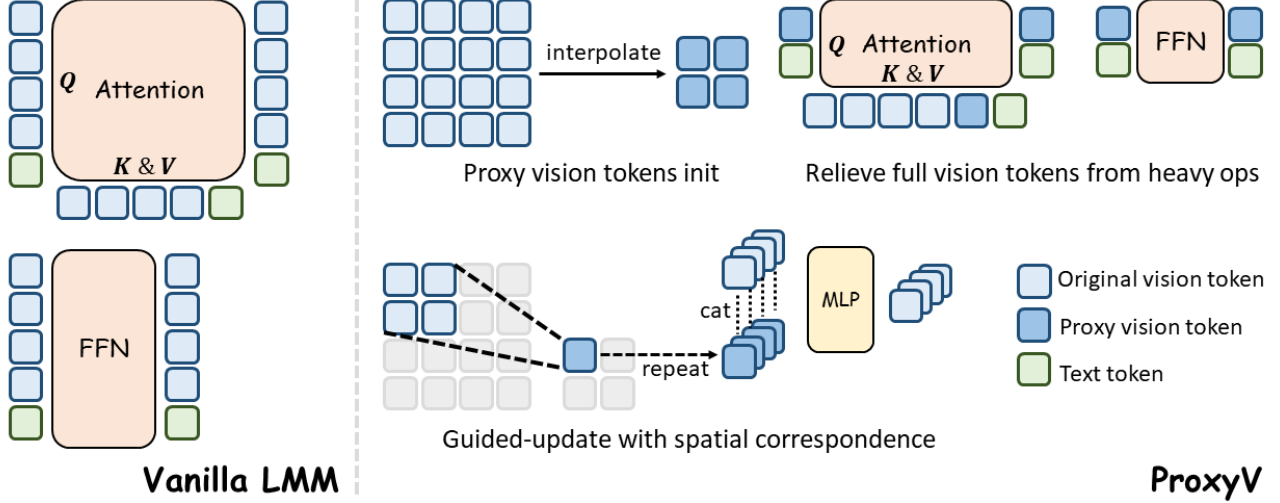 Q Attention
K & V
FFN
Vanilla LMM
interpolate
Proxy vision tokens init
Q Attention
K & V
FFN
Relieve full vision tokens from heavy ops
cat
repeat
MLP
Guided-update with spatial correspondence
Original vision token
Proxy vision token
Text token
ProxyV